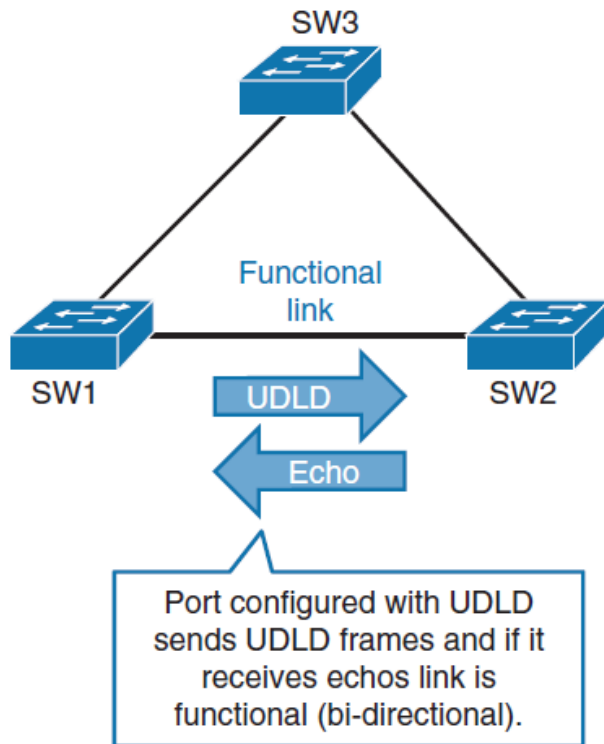 SW3
Functional
link
SW1
SW2
UDLD
Echo
Port configured with UDLD
sends UDLD frames and if it
receives echos link is
functional (bi-directional).